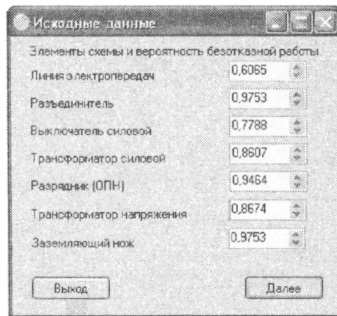 Исходные данные
Элементы схемы и вероятность безотказной работы
Линия электропередач 0,6065
Разъединитель 0,9753
Выключатель силовой 0,7788
Трансформатор силовой 0,8607
Разрядник (ОПН) 0,9464
Трансформатор напряжения 0,8674
Заземляющий нож 0,9753
Выход Далее